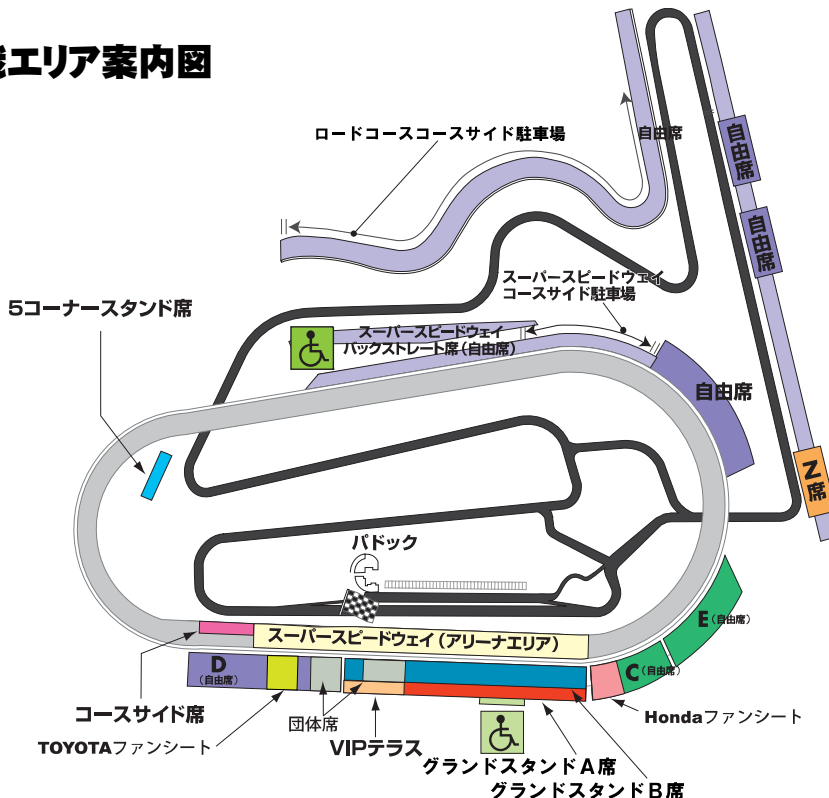 エリア案内図
ロードコースコースサイド駐車場
自由席
自由席
自由席
スーパースピードウェイ
コースサイド駐車場
5コーナースタンド席
スーパースピードウェイ
バックストレート席(自由席)
自由席
Z席
パドック
E(自由席)
スーパースピードウェイ(アリーナエリア)
D
(自由席)
C(自由席)
コースサイド席
団体席
Hondaファンシート
TOYOTAファンシート
VIPテラス
グランドスタンドA席
グランドスタンドB席